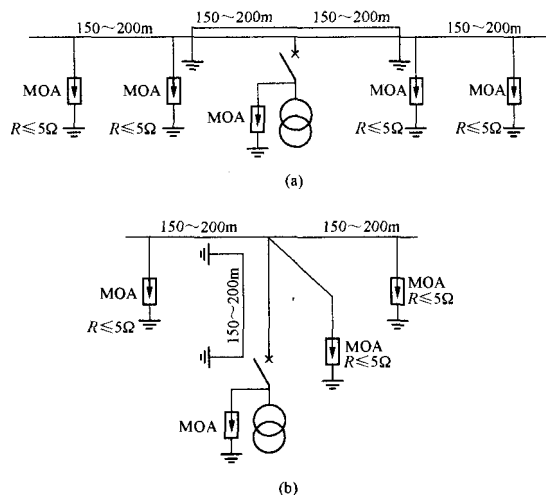 150～200m 150～200m 150～200m 150～200m
MOA MOA MOA MOA MOA
R≤5Ω R≤5Ω R≤5Ω R≤5Ω
(a)
150～200m 150～200m
MOA 150～200m MOA
R≤5Ω R≤5Ω
MOA
R≤5Ω
MOA
(b)